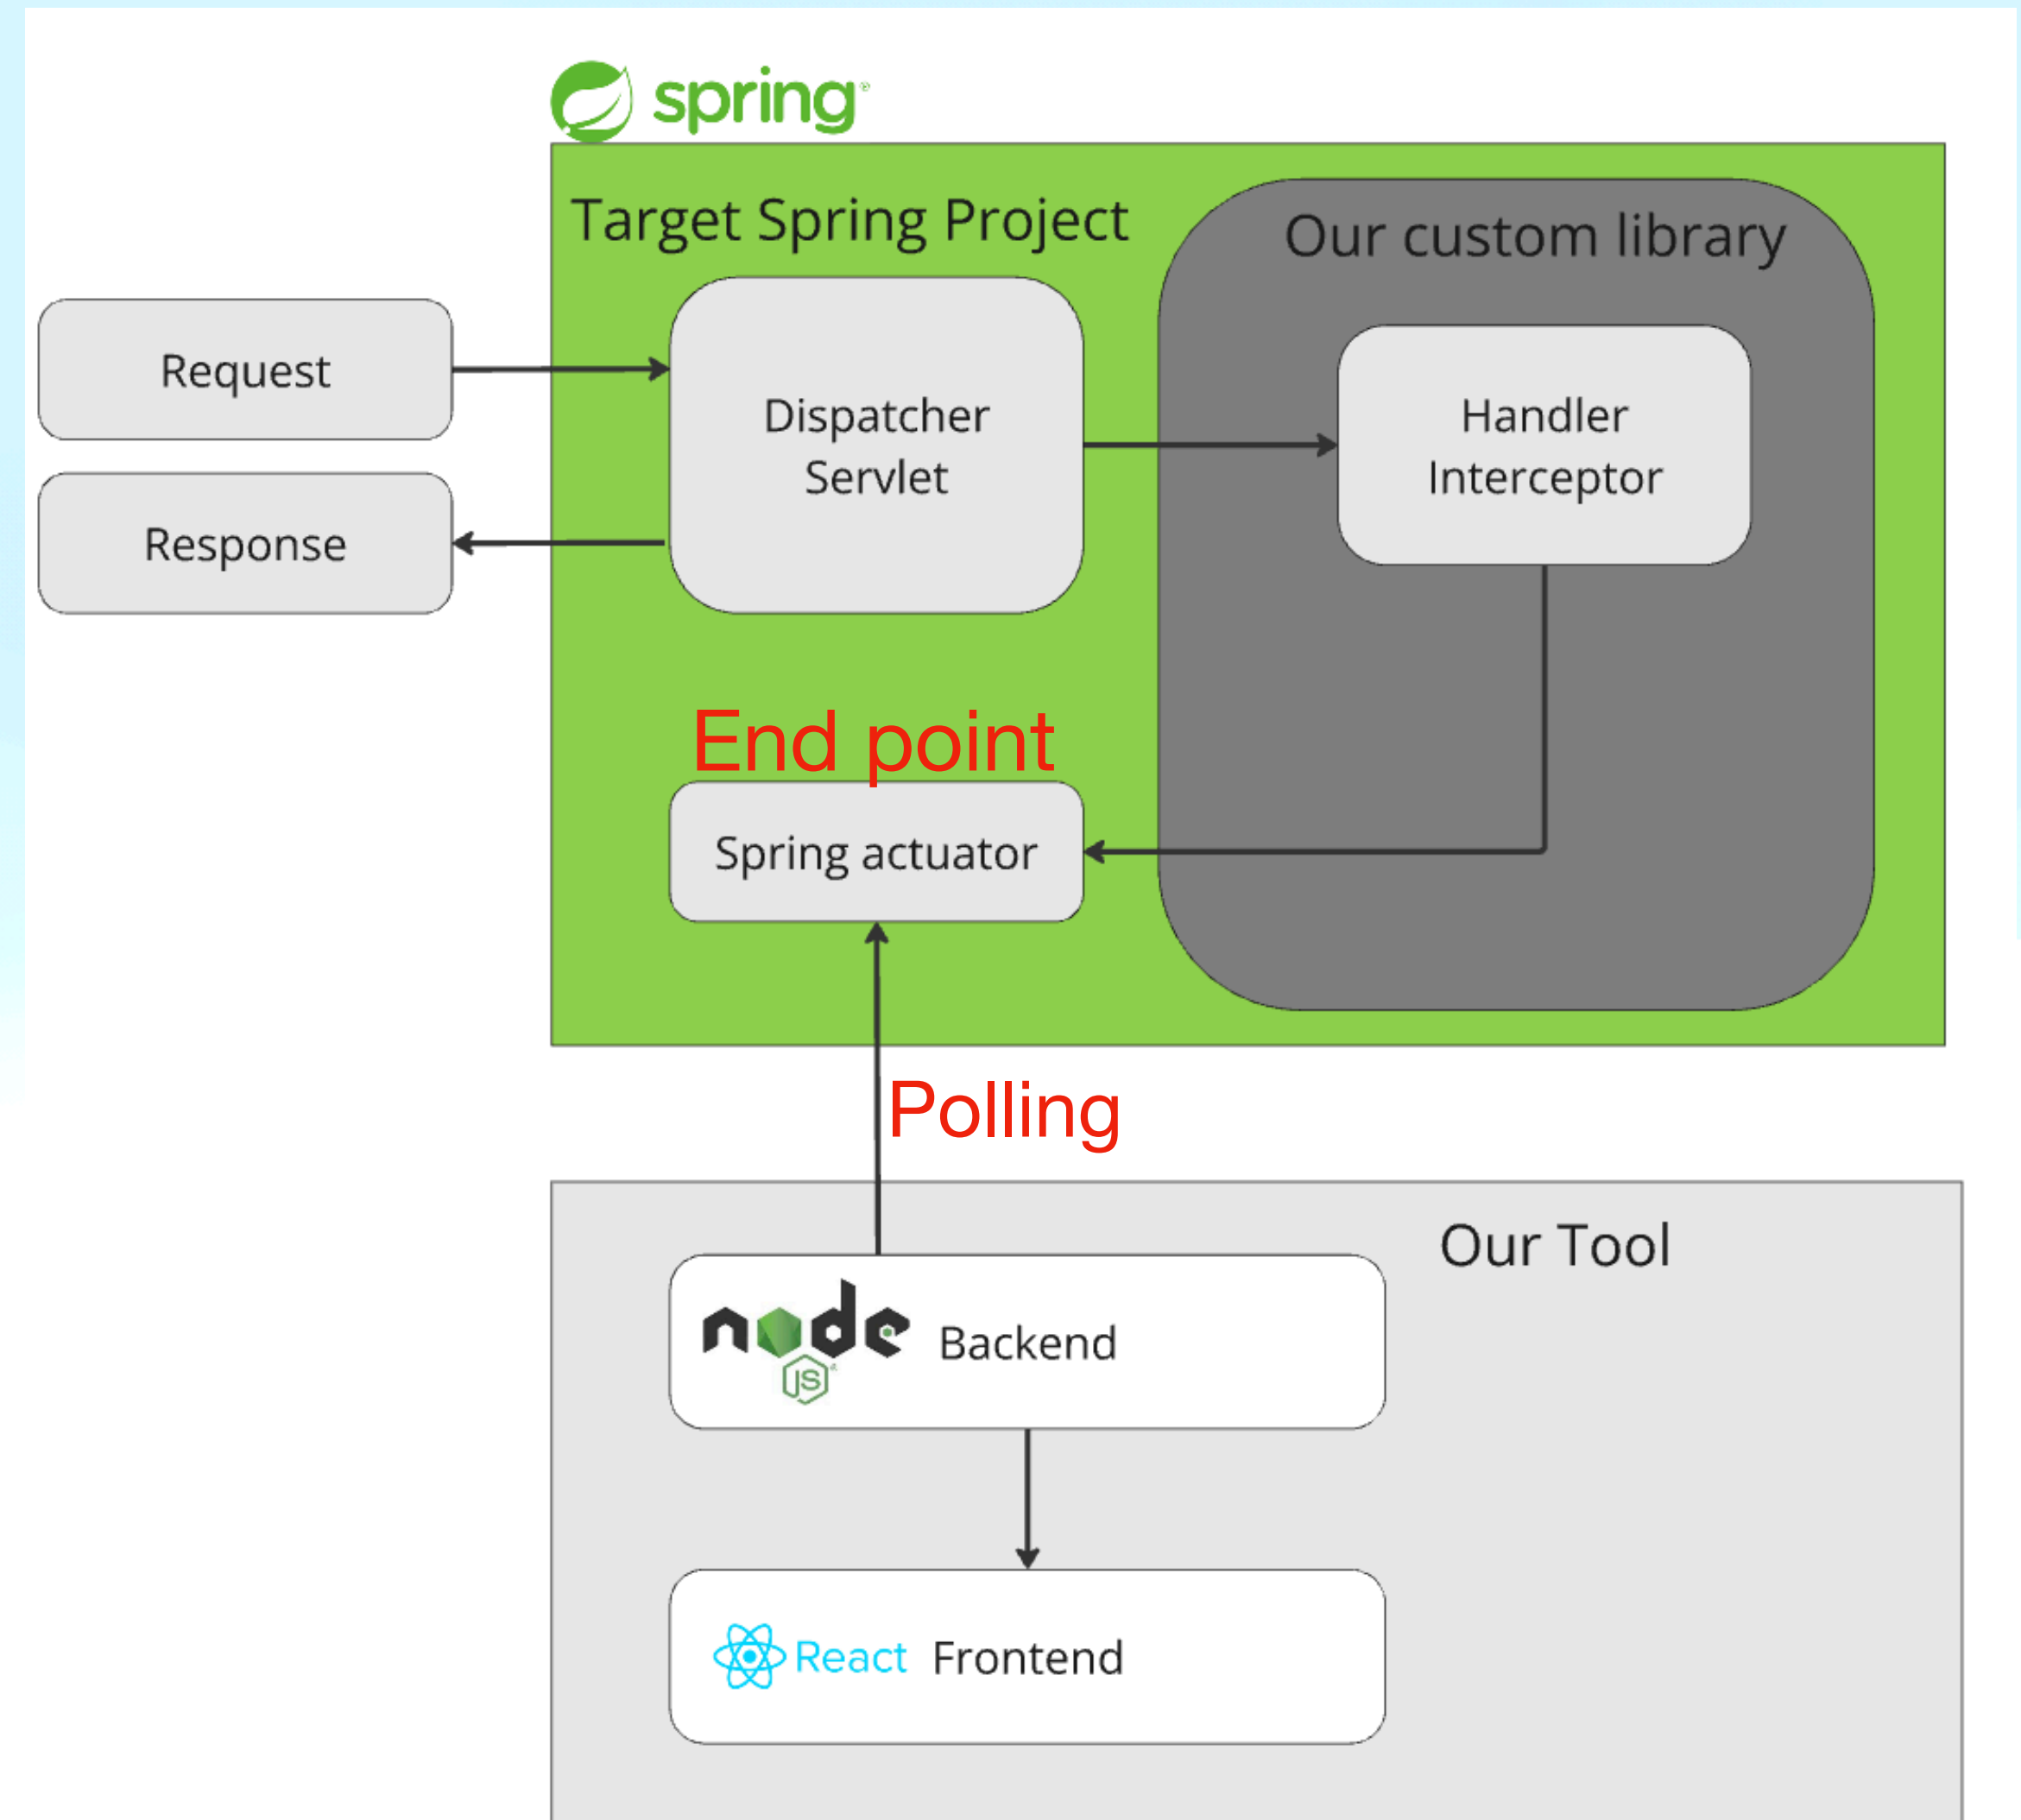 spring
Target Spring Project
Our custom library
Request
Response
Dispatcher
Servlet
Handler
Interceptor
End point
Spring actuator
Polling
Our Tool
node
JS
Backend
React
Frontend